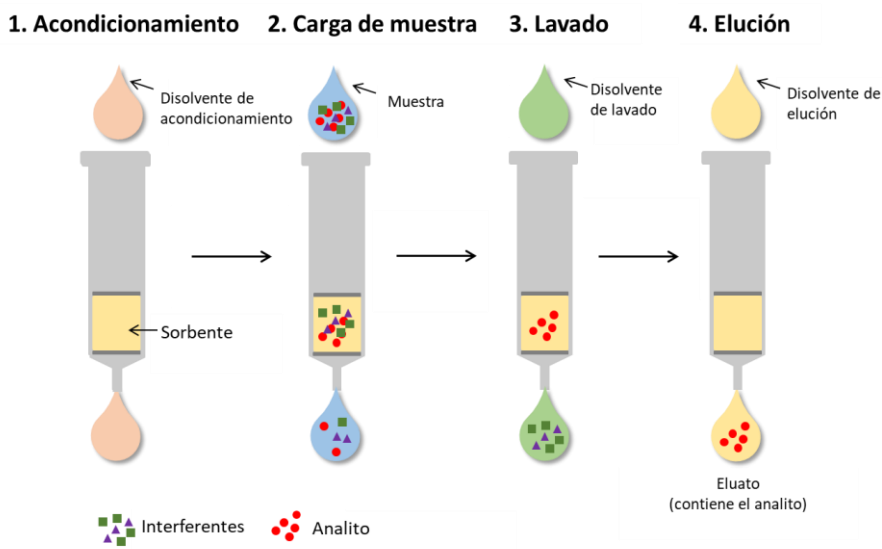 1. Acondicionamiento
2. Carga de muestra
3. Lavado
4. Elución
Disolvente de
acondicionamiento
Muestra
Disolvente
de lavado
Disolvente de
elución
Sorbente
Eluato
(contiene el analito)
Interferentes
Analito